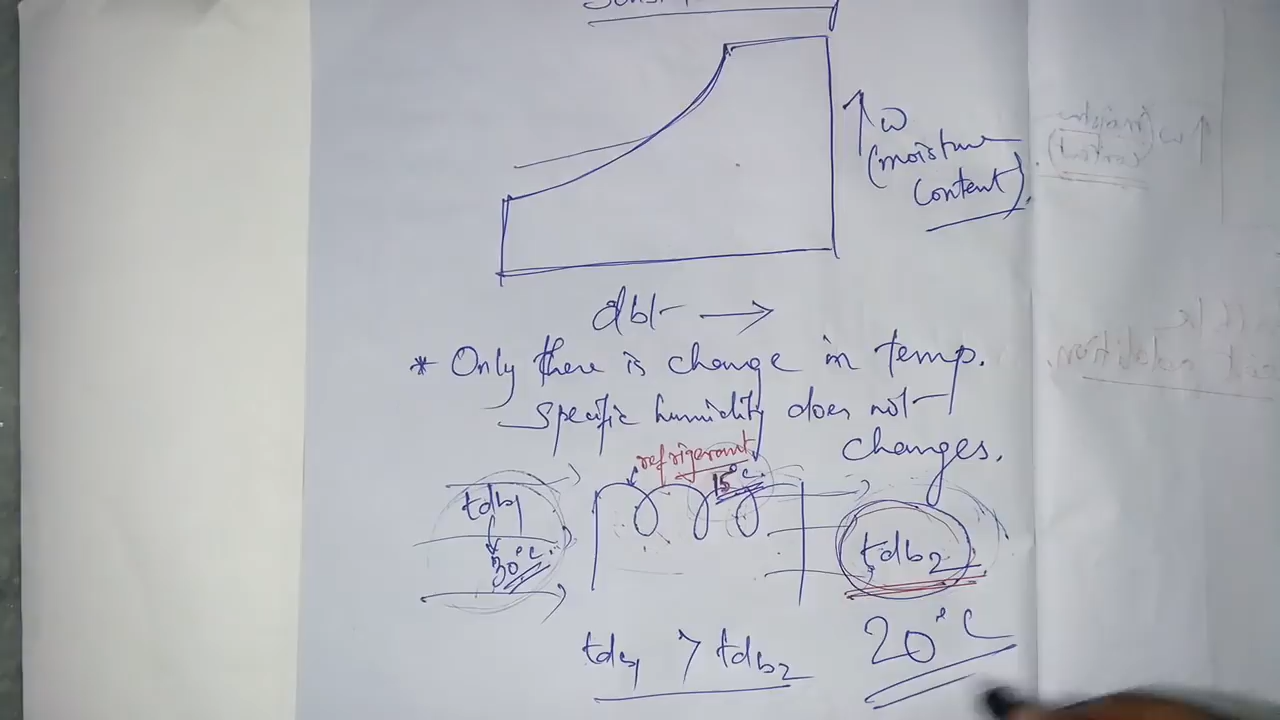 ↑ ω
(moisture
content).
dbt →
* Only there is change in temp.
Specific humidity does not
changes.
refrigerant
15°C.
tdb1
30°C.
tdb2
tdb1 > tdb2
20°C